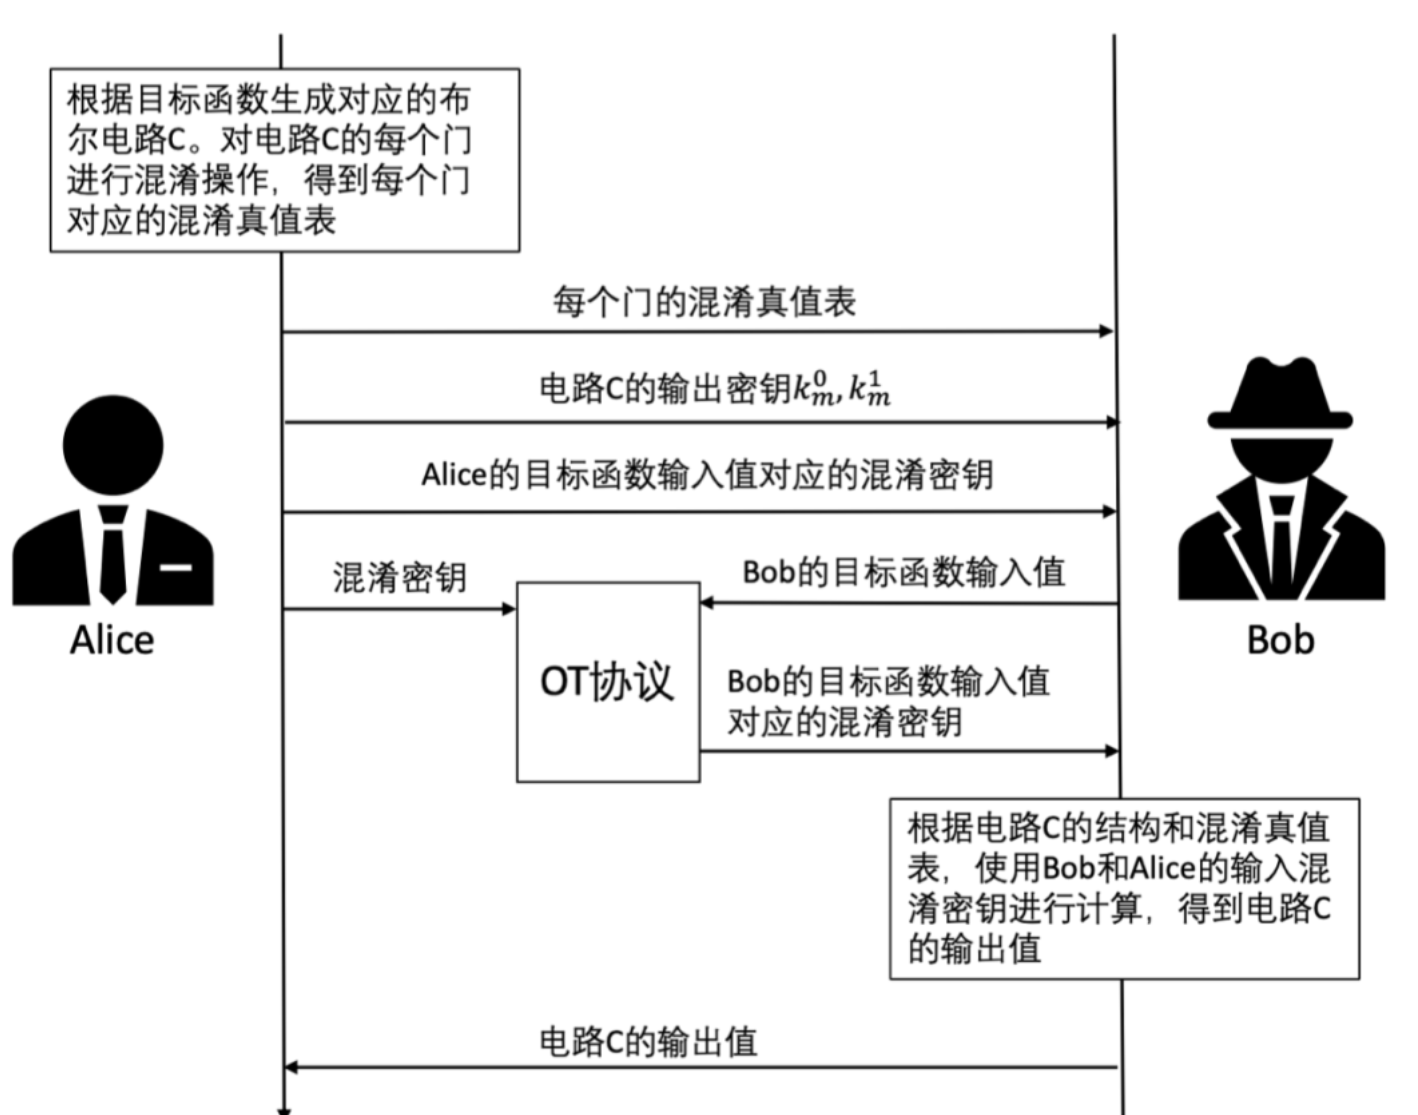 根据目标函数生成对应的布
尔电路C。对电路C的每个门
进行混淆操作，得到每个门
对应的混淆真值表
每个门的混淆真值表
电路C的输出密钥$k_m^0, k_m^1$
Alice的目标函数输入值对应的混淆密钥
混淆密钥
Bob的目标函数输入值
Alice
Bob
OT协议
Bob的目标函数输入值
对应的混淆密钥
根据电路C的结构和混淆真值
表，使用Bob和Alice的输入混
淆密钥进行计算，得到电路C
的输出值
电路C的输出值